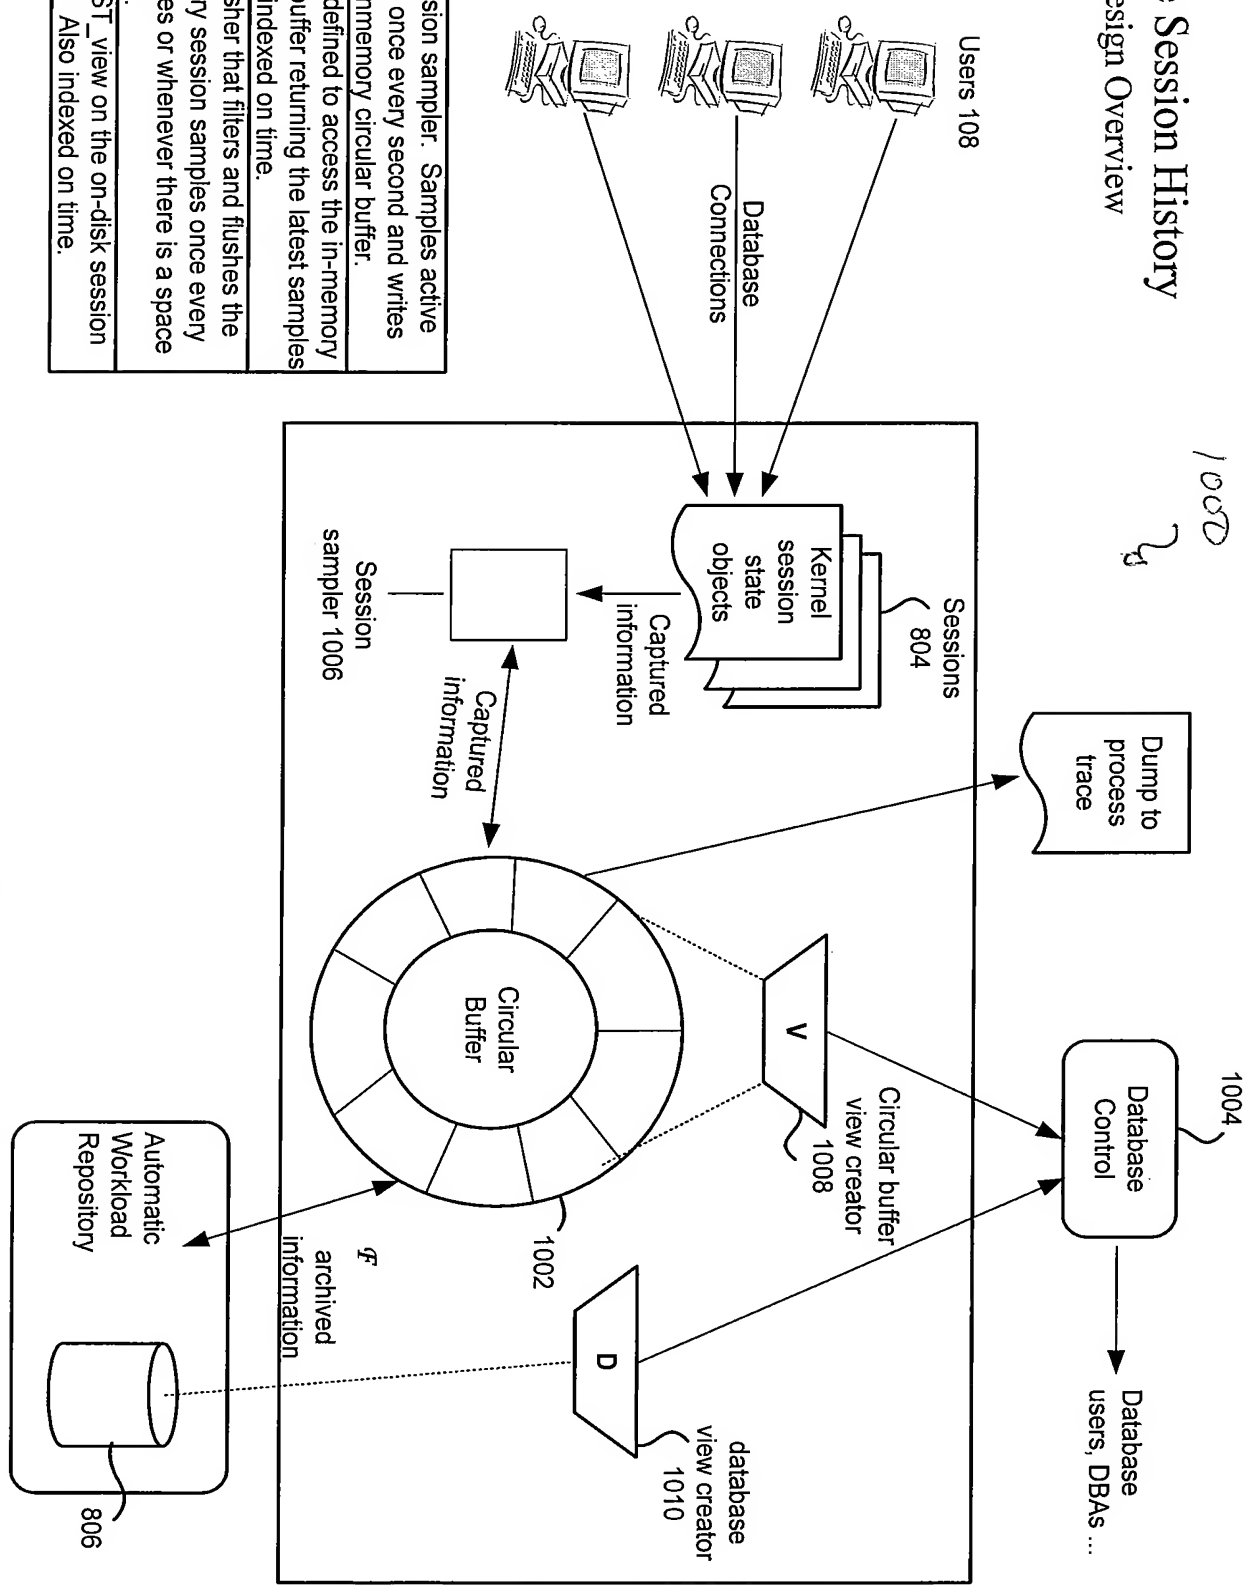 Session History
esign Overview
1000
Users 108
Database
Connections
Sessions
804
Kernel
session
state
objects
Captured
information
Session
sampler 1006
Captured
information
Dump to
process
trace
Circular
Buffer
1002
V
Circular buffer
view creator
1008
1004
Database
Control
Database
users, DBAs ...
D
database
view creator
1010
F
archived
information
Automatic
Workload
Repository
806
sion sampler. Samples active
once every second and writes
memory circular buffer.
defined to access the in-memory
buffer returning the latest samples
indexed on time.
sher that filters and flushes the
ry session samples once every
es or whenever there is a space
ST_view on the on-disk session
Also indexed on time.